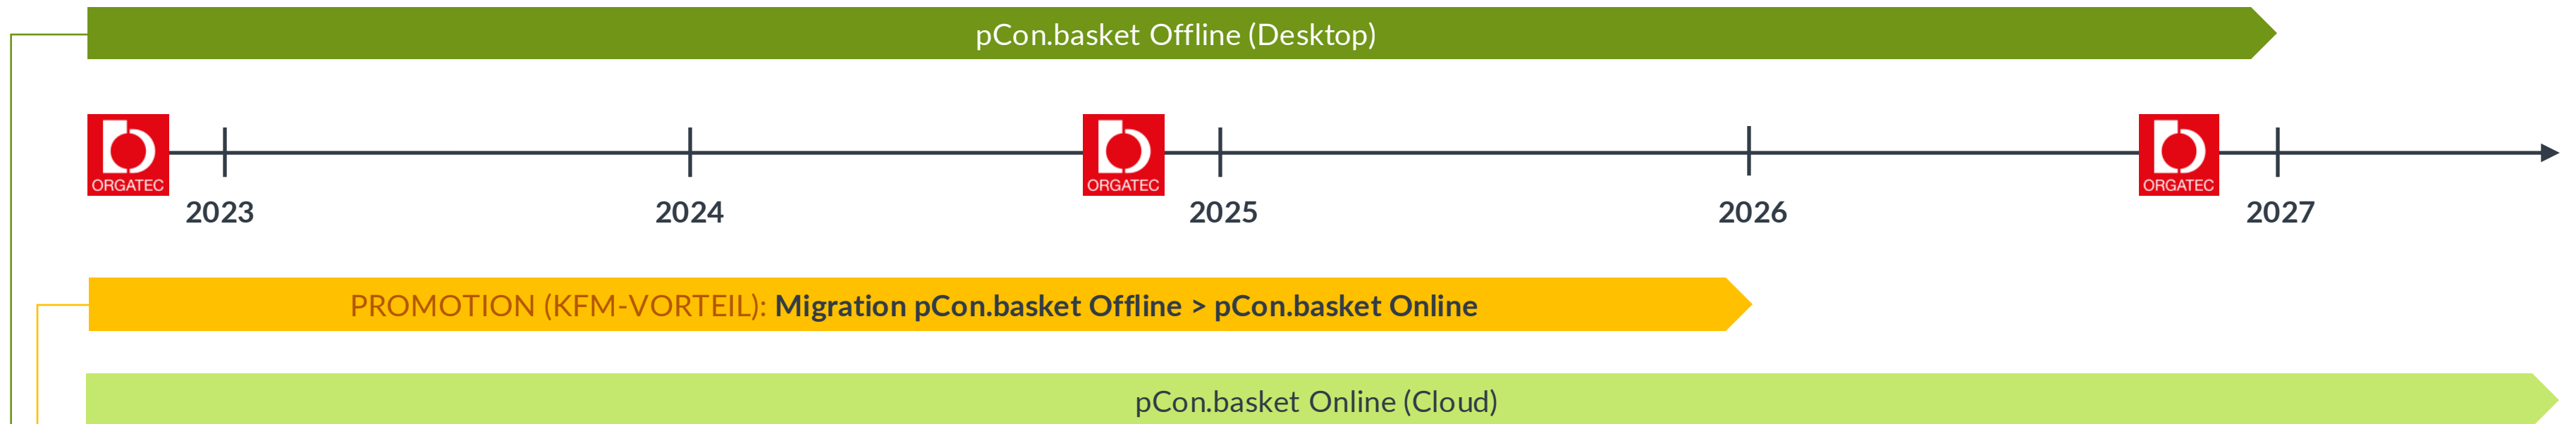 pCon.basket Offline (Desktop)
ORGATEC ORGATEC ORGATEC
2023 2024 2025 2026 2027
PROMOTION (KFM-VORTEIL): Migration pCon.basket Offline > pCon.basket Online
pCon.basket Online (Cloud)